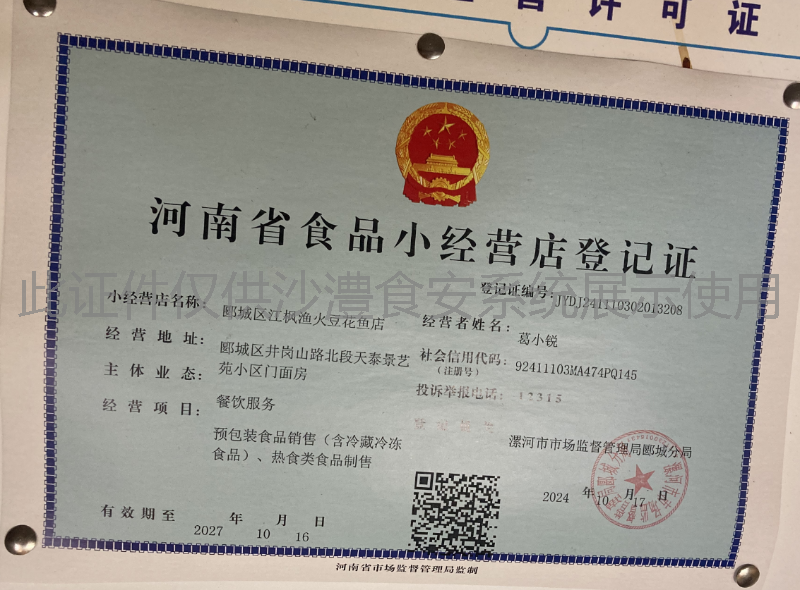 营许可证
河南省食品小经营店登记证
登记证编号:JYDJ24111930201320​8
小经营店名称:
郾城区江枫渔火豆花鱼店
经营者姓名:
葛小锐
经营地址:
郾城区井岗山路北段天泰景艺
苑小区门面房
社会信用代码:
(注册号)
92411103MA474PQ145
主体业态:
餐饮服务
投诉举报电话:
12315
经营项目:
预包装食品销售（含冷藏冷冻
食品）、热食类食品制售
漯河市市场监督管理局郾城分局
2024 年 10 月 17 日
有效期至 2027 年 10 月 16 日
河南省市场监督管理局监制
此证件仅供沙澧食安系统展示使用